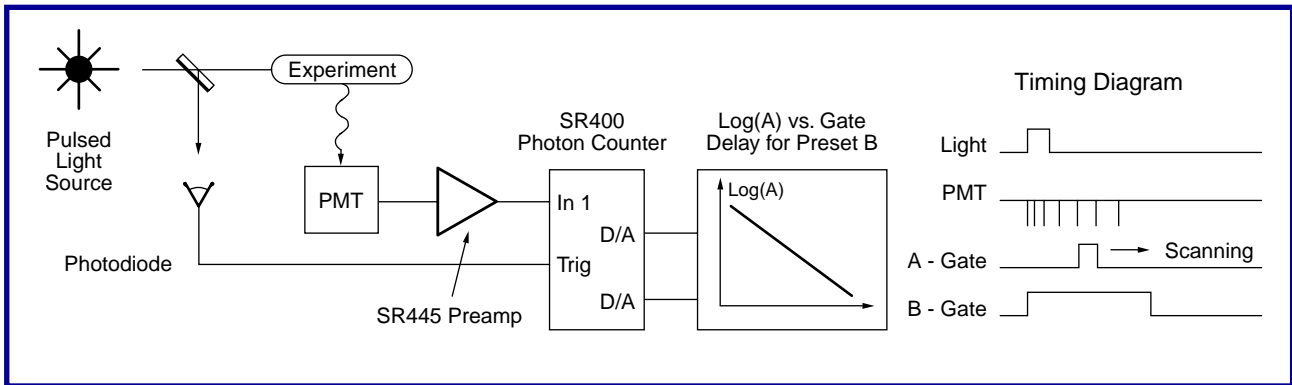 Experiment
Pulsed
Light
Source
Photodiode
PMT
SR445 Preamp
SR400
Photon Counter
In 1
D/A
Trig
D/A
Log(A) vs. Gate
Delay for Preset B
Log(A)
Timing Diagram
Light
PMT
A - Gate
Scanning
B - Gate